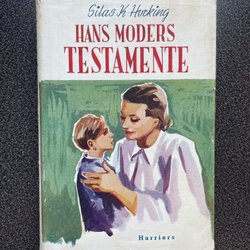 Silas K Hocking
HANS MODERS
TESTAMENTE
Harriers